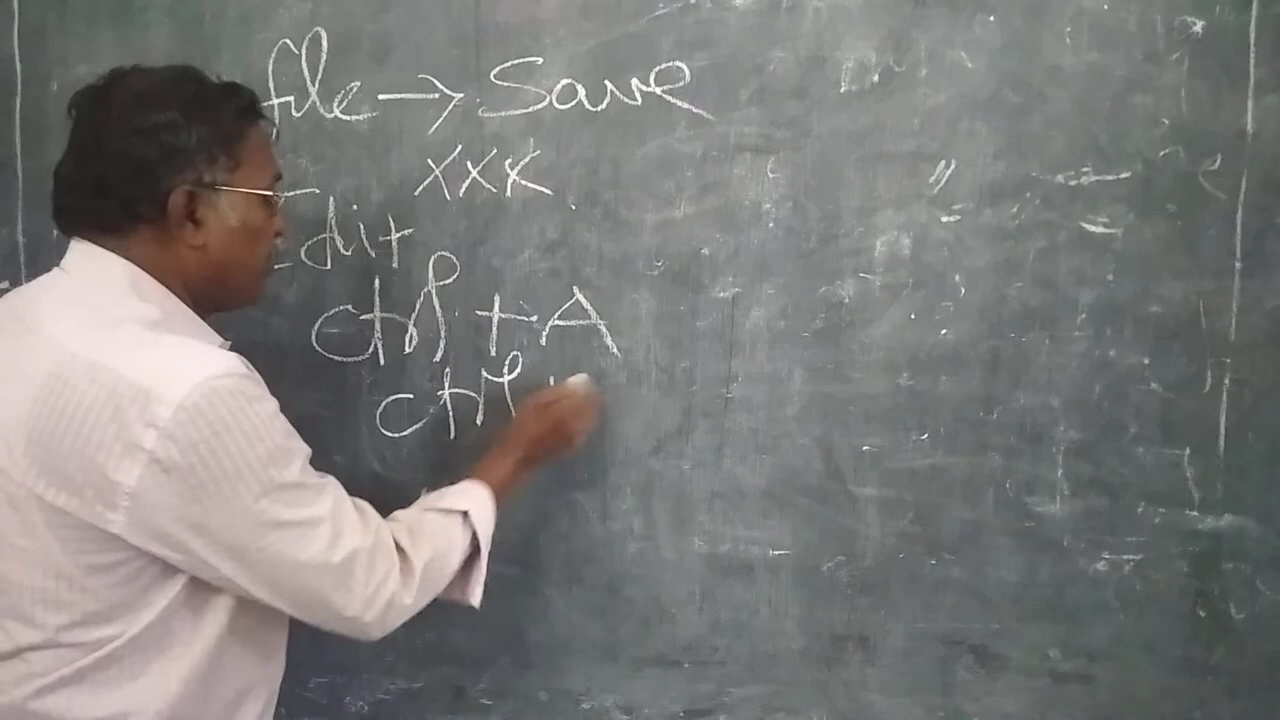 file → Save
xxx
Edit
ctrl + A
ctrl +